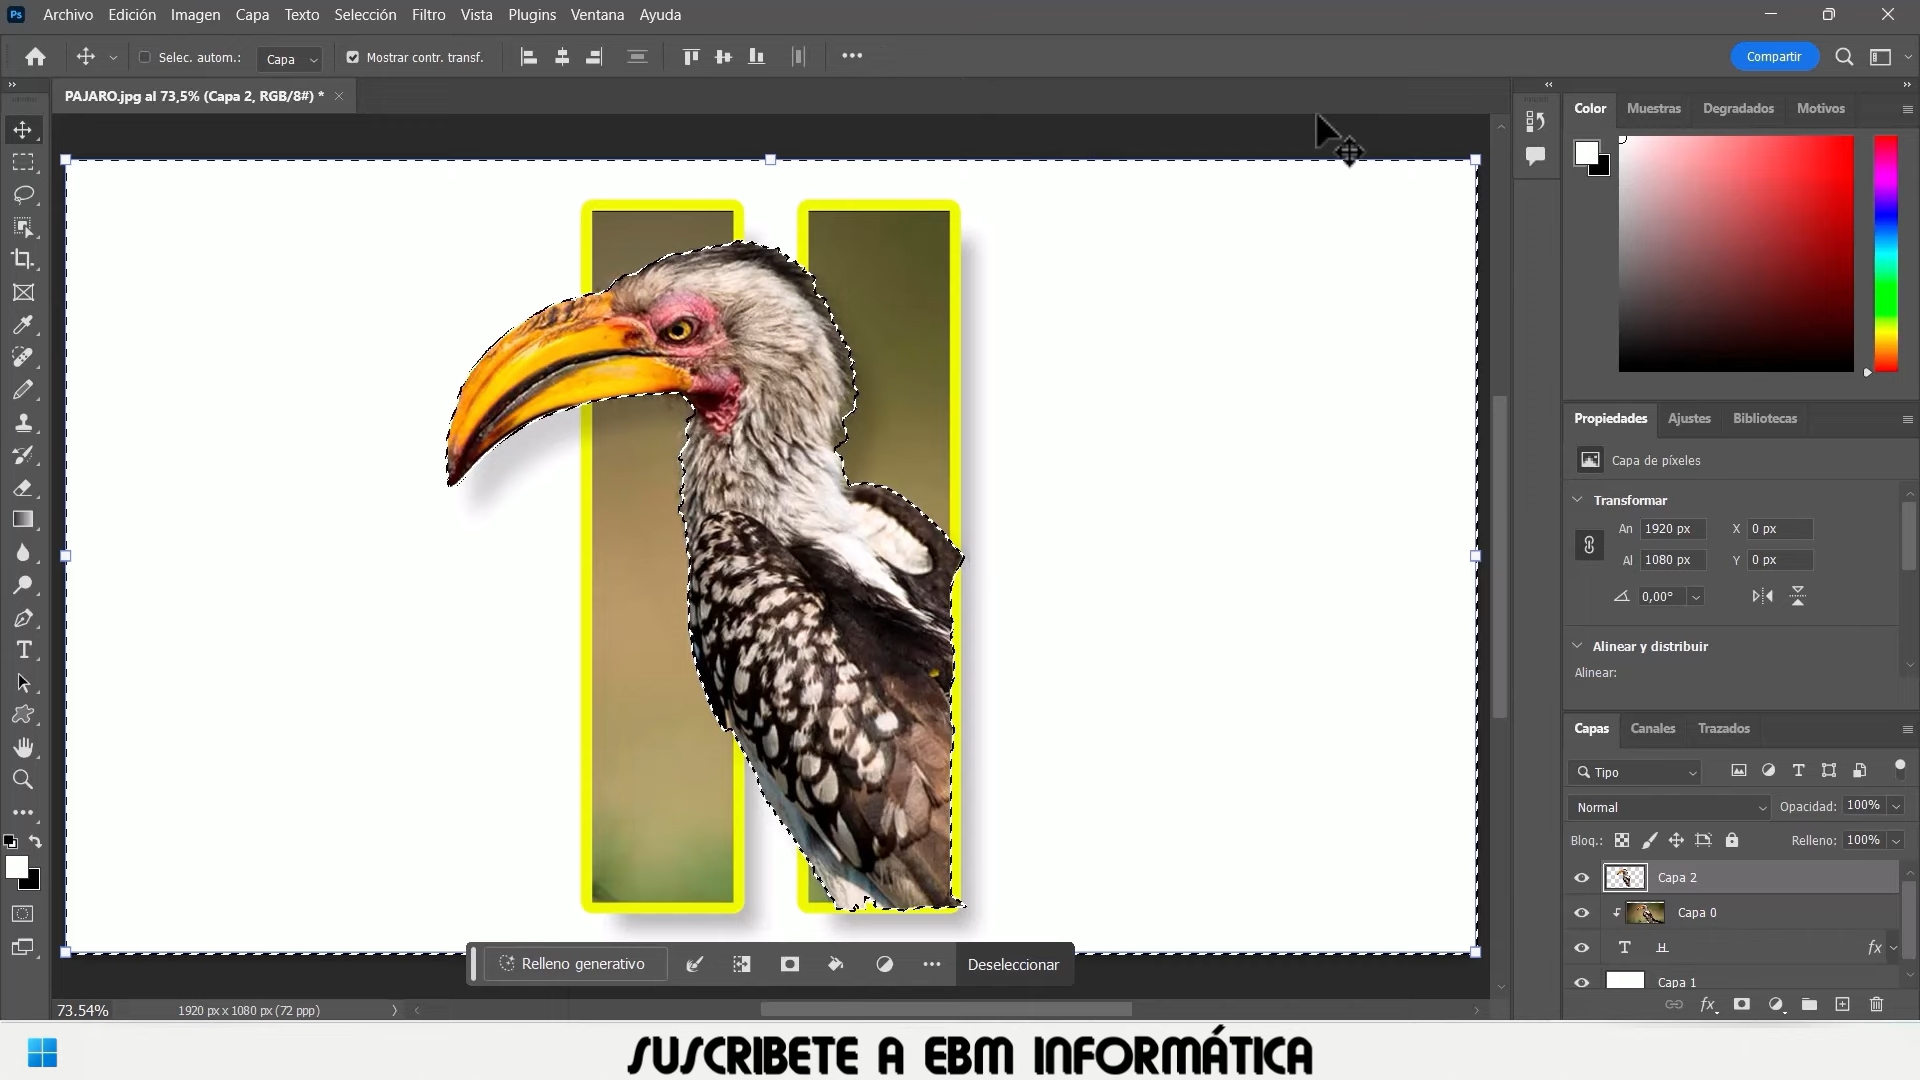 Ps Archivo Edición Imagen Capa Texto Selección Filtro Vista Plugins Ventana Ayuda
Selec. autom.: Capa Mostrar contr. transf. Compartir
PAJARO.jpg al 73,5% (Capa 2, RGB/8#) *
Color Muestras Degradados Motivos
Propiedades Ajustes Bibliotecas
Capa de píxeles
Transformar
An 1920 px X 0 px
Al 1080 px Y 0 px
0,00°
Alinear y distribuir
Alinear:
Capas Canales Trazados
Tipo
Normal Opacidad: 100%
Bloq.: Relleno: 100%
Capa 2
Capa 0
T H fx
Capa 1
Relleno generativo Deseleccionar
73.54% 1920 px x 1080 px (72 ppp)
SUSCRIBETE A EBM INFORMÁTICA